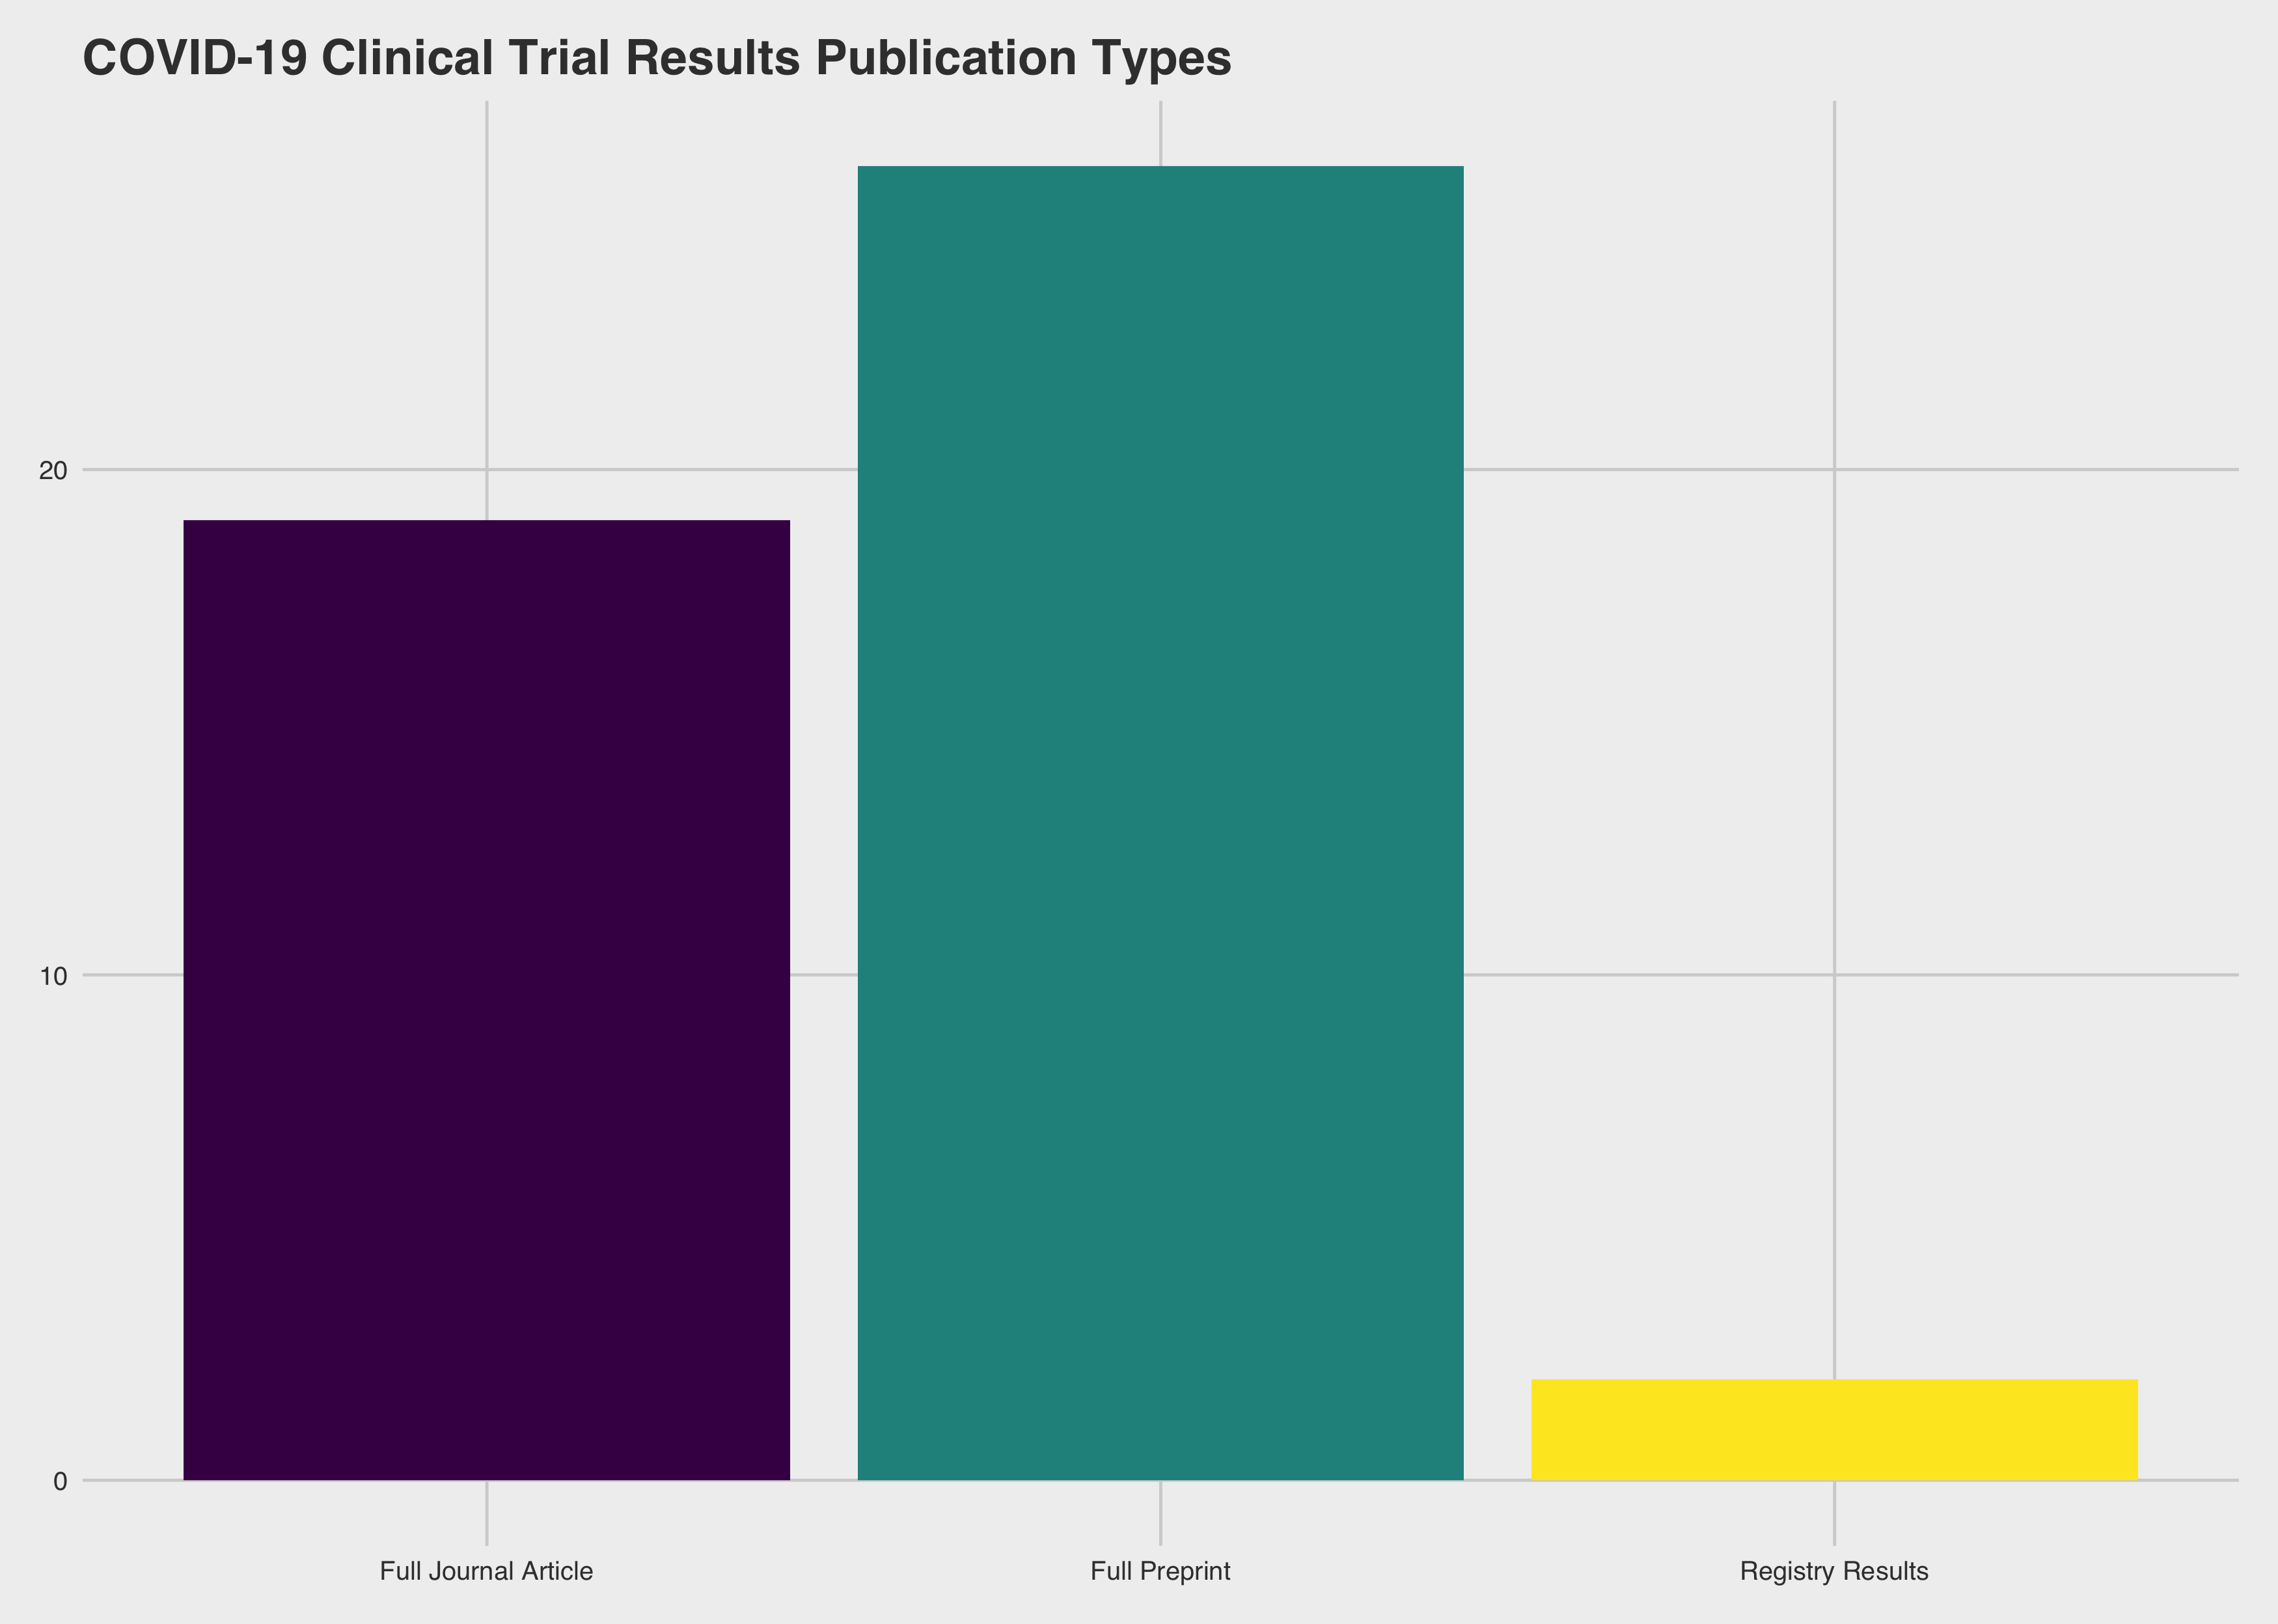 COVID-19 Clinical Trial Results Publication Types
20
10
0
Full Journal Article
Full Preprint
Registry Results